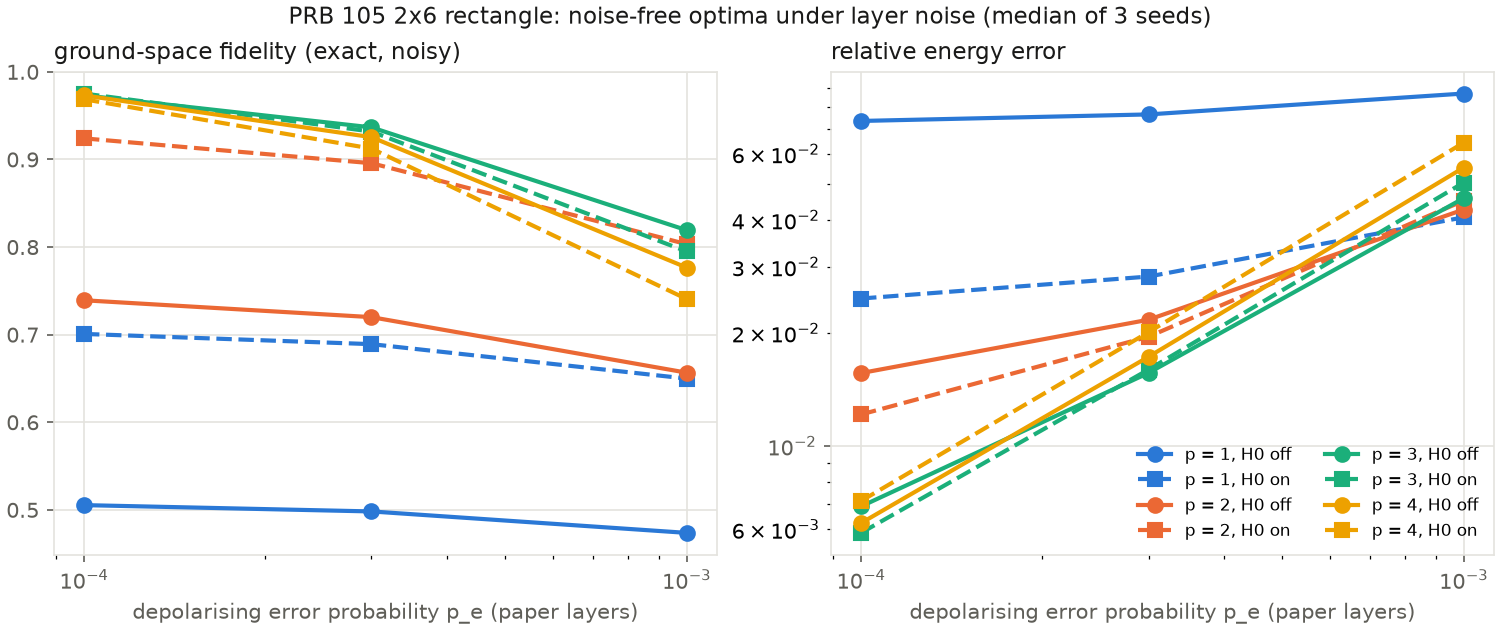 PRB 105 2x6 rectangle: noise-free optima under layer noise (median of 3 seeds)
ground-space fidelity (exact, noisy)
1.0
0.9
0.8
0.7
0.6
0.5
10⁻⁴
10⁻³
depolarising error probability p_e (paper layers)
relative energy error
6 × 10⁻²
4 × 10⁻²
3 × 10⁻²
2 × 10⁻²
10⁻²
6 × 10⁻³
p = 1, H0 off
p = 1, H0 on
p = 2, H0 off
p = 2, H0 on
p = 3, H0 off
p = 3, H0 on
p = 4, H0 off
p = 4, H0 on
10⁻⁴
10⁻³
depolarising error probability p_e (paper layers)